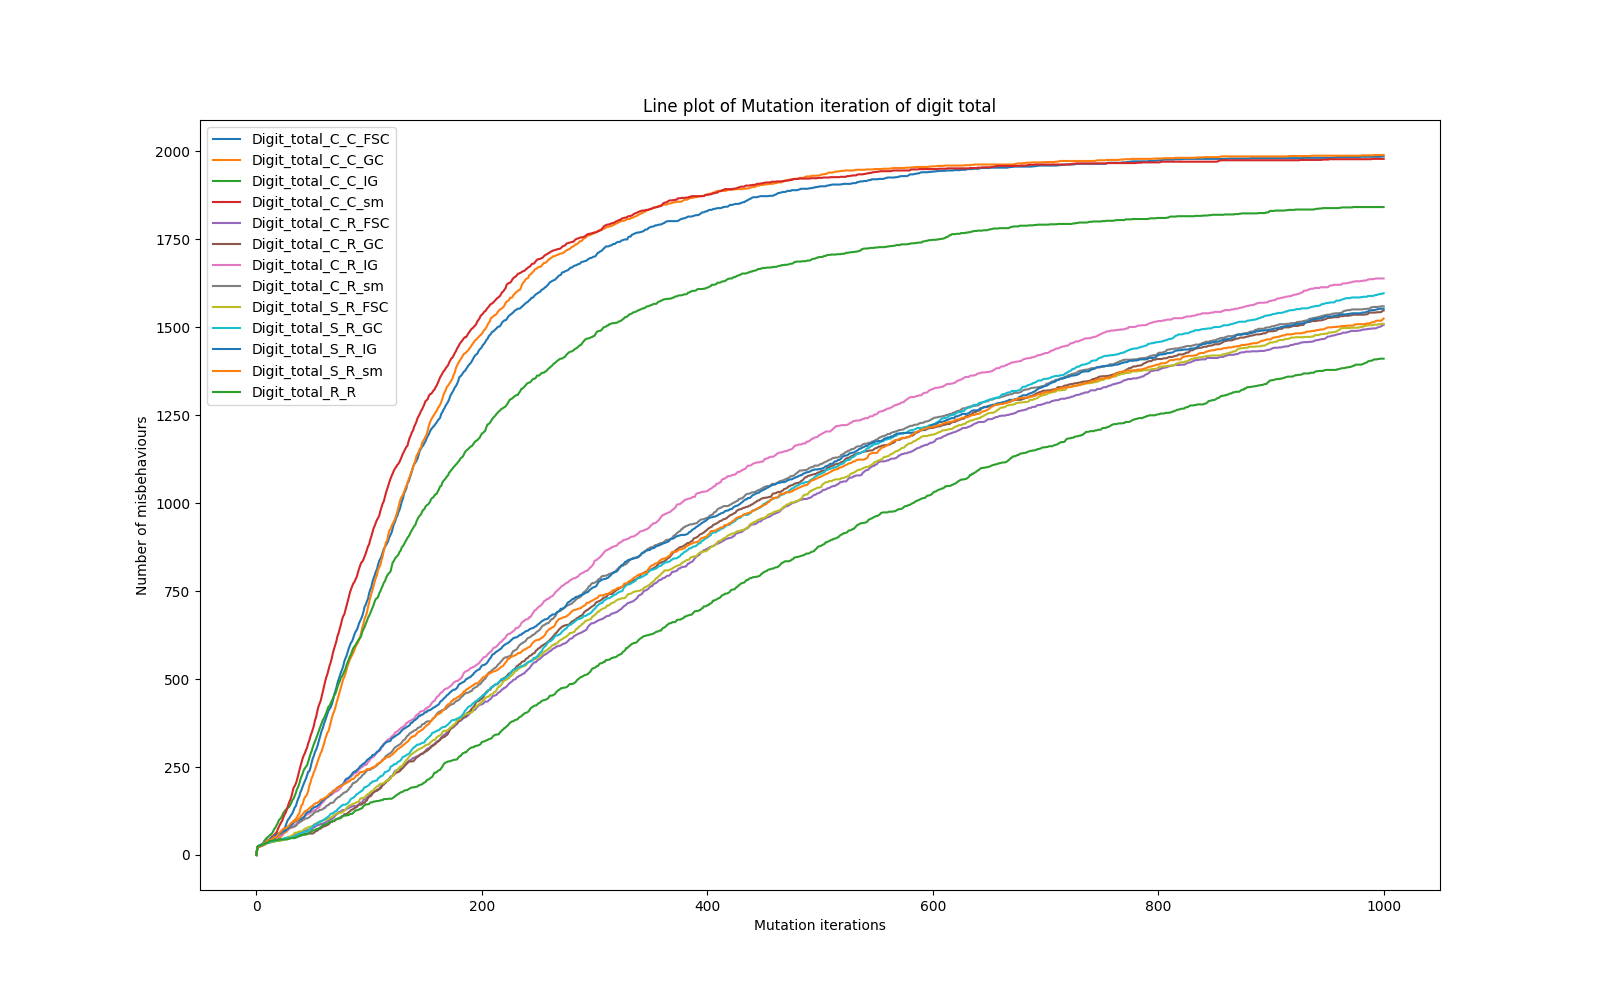 Line plot of Mutation iteration of digit total
Digit_total_C_C_FSC
Digit_total_C_C_GC
Digit_total_C_C_IG
Digit_total_C_C_sm
Digit_total_C_R_FSC
Digit_total_C_R_GC
Digit_total_C_R_IG
Digit_total_C_R_sm
Digit_total_S_R_FSC
Digit_total_S_R_GC
Digit_total_S_R_IG
Digit_total_S_R_sm
Digit_total_R_R
Number of misbehaviours
2000
1750
1500
1250
1000
750
500
250
0
0 200 400 600 800 1000
Mutation iterations